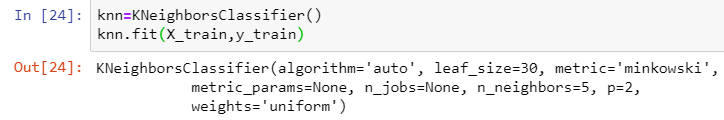 In [24]: knn=KNeighborsClassifier()
knn.fit(X_train,y_train)
Out[24]: KNeighborsClassifier(algorithm='auto', leaf_size=30, metric='minkowski',
metric_params=None, n_jobs=None, n_neighbors=5, p=2,
weights='uniform')